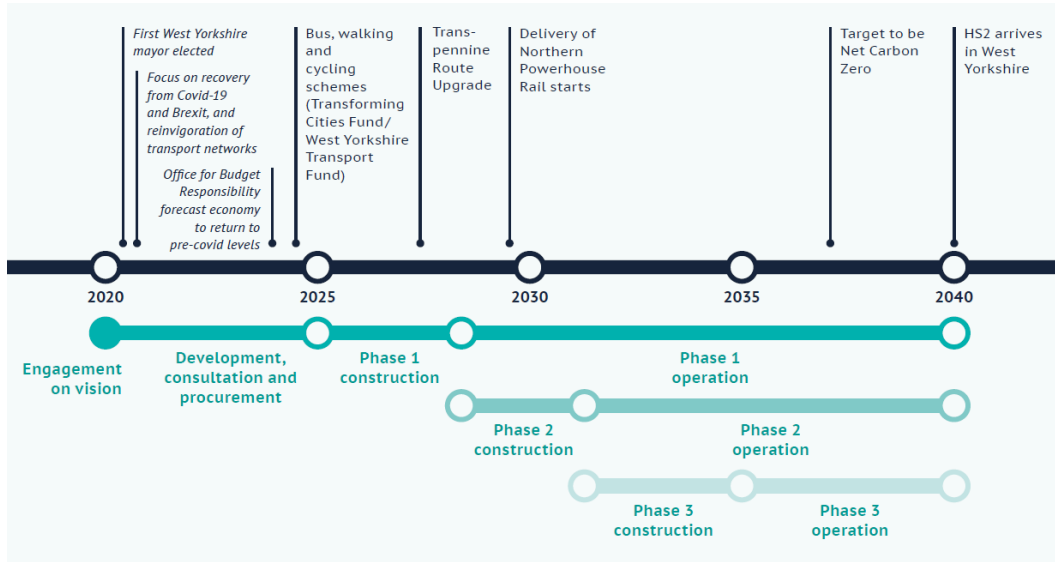 First West Yorkshire
mayor elected
Focus on recovery
from Covid-19
and Brexit, and
reinvigoration of
transport networks
Office for Budget
Responsibility
forecast economy
to return to
pre-covid levels
Bus, walking
and
cycling
schemes
(Transforming
Cities Fund/
West Yorkshire
Transport
Fund)
Trans-
pennine
Route
Upgrade
Delivery of
Northern
Powerhouse
Rail starts
Target to be
Net Carbon
Zero
HS2 arrives
in West
Yorkshire
2020
2025
2030
2035
2040
Engagement
on vision
Development,
consultation and
procurement
Phase 1
construction
Phase 1
operation
Phase 2
construction
Phase 2
operation
Phase 3
construction
Phase 3
operation